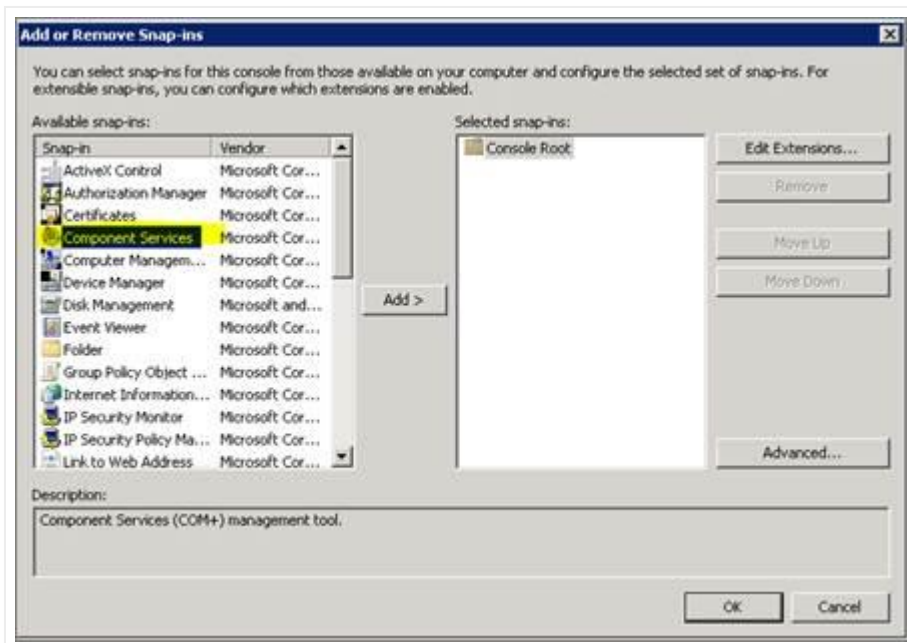 Add or Remove Snap-ins
You can select snap-ins for this console from those available on your computer and configure the selected set of snap-ins. For
extensible snap-ins, you can configure which extensions are enabled.
Available snap-ins:
Snap-in Vendor
ActiveX Control Microsoft Cor...
Authorization Manager Microsoft Cor...
Certificates Microsoft Cor...
Component Services Microsoft Cor...
Computer Managem... Microsoft Cor...
Device Manager Microsoft Cor...
Disk Management Microsoft and...
Event Viewer Microsoft Cor...
Folder Microsoft Cor...
Group Policy Object ... Microsoft Cor...
Internet Information... Microsoft Cor...
IP Security Monitor Microsoft Cor...
IP Security Policy Ma... Microsoft Cor...
Link to Web Address Microsoft Cor...
Add >
Selected snap-ins:
Console Root
Edit Extensions...
Remove
Move Up
Move Down
Advanced...
Description:
Component Services (COM+) management tool.
OK Cancel